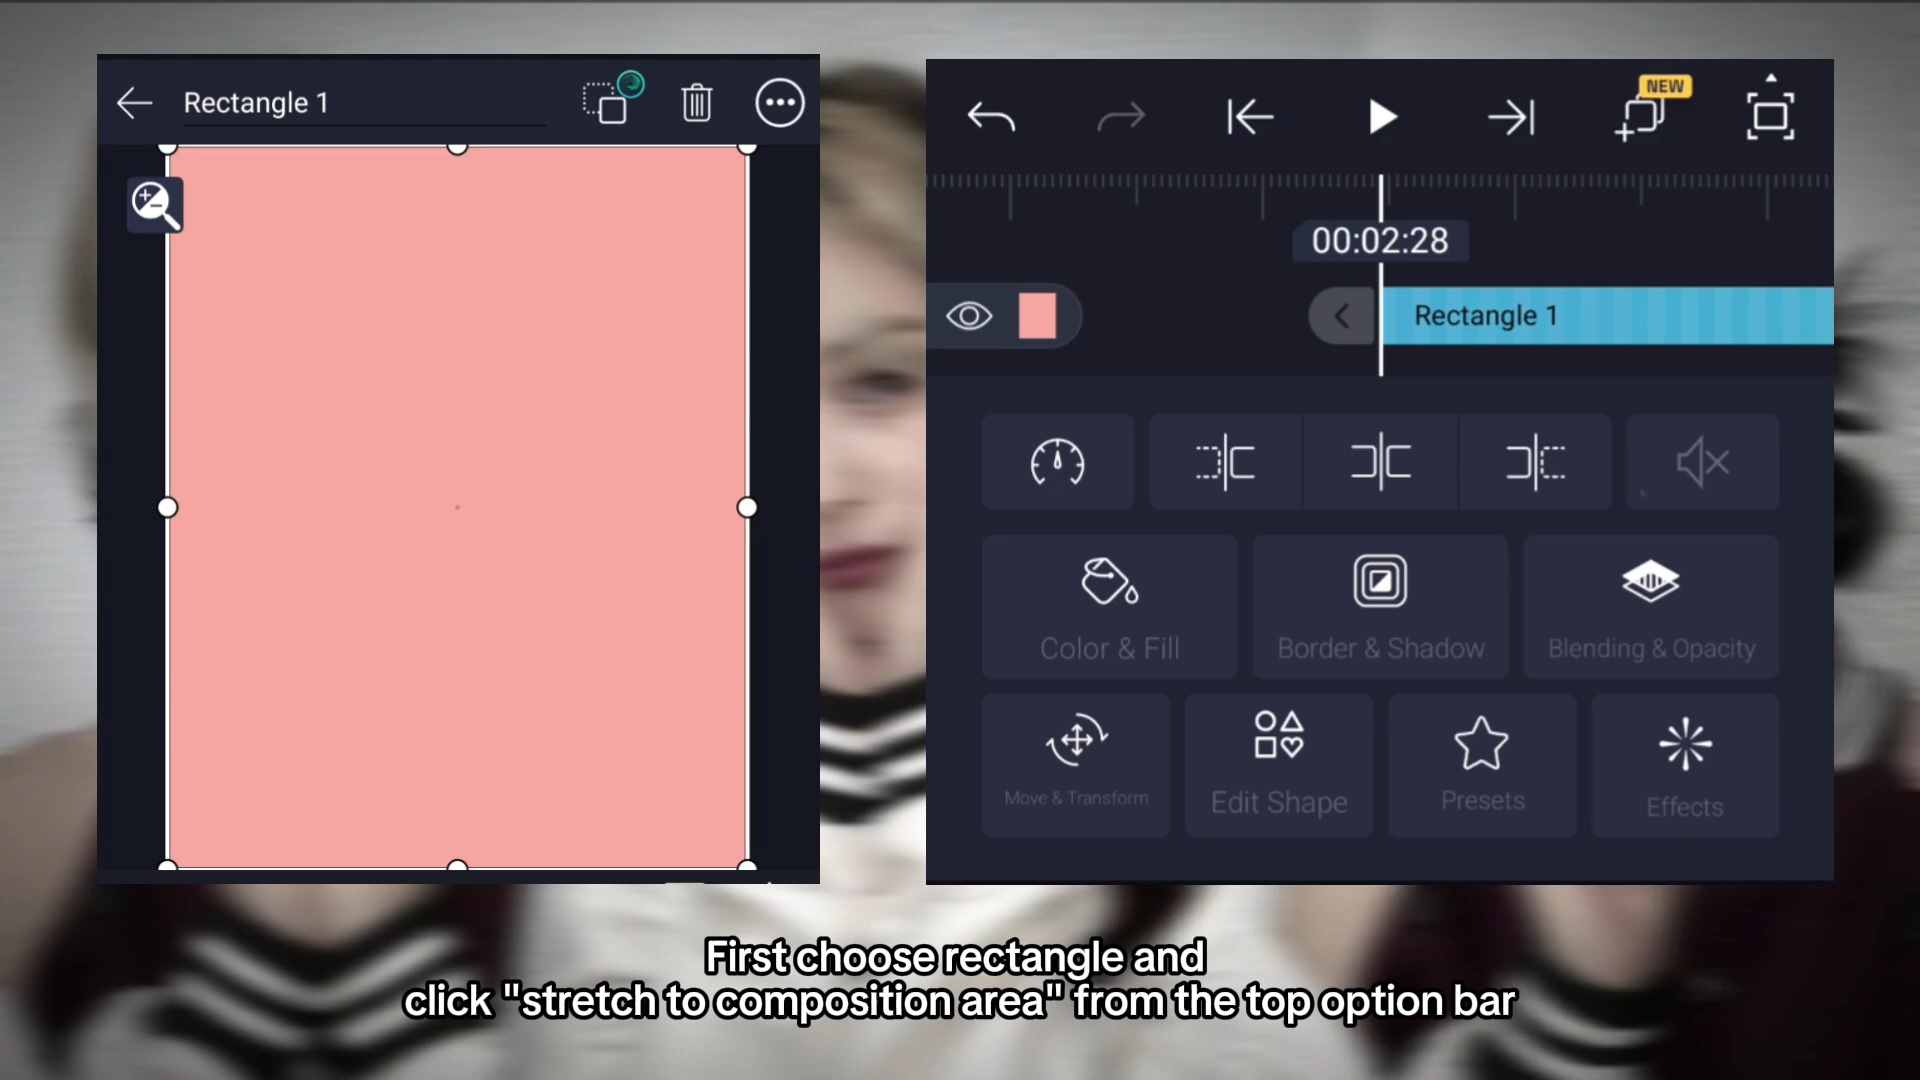 Rectangle 1
NEW
00:02:28
Rectangle 1
Color & Fill
Border & Shadow
Blending & Opacity
Move & Transform
Edit Shape
Presets
Effects
First choose rectangle and
click "stretch to composition area" from the top option bar